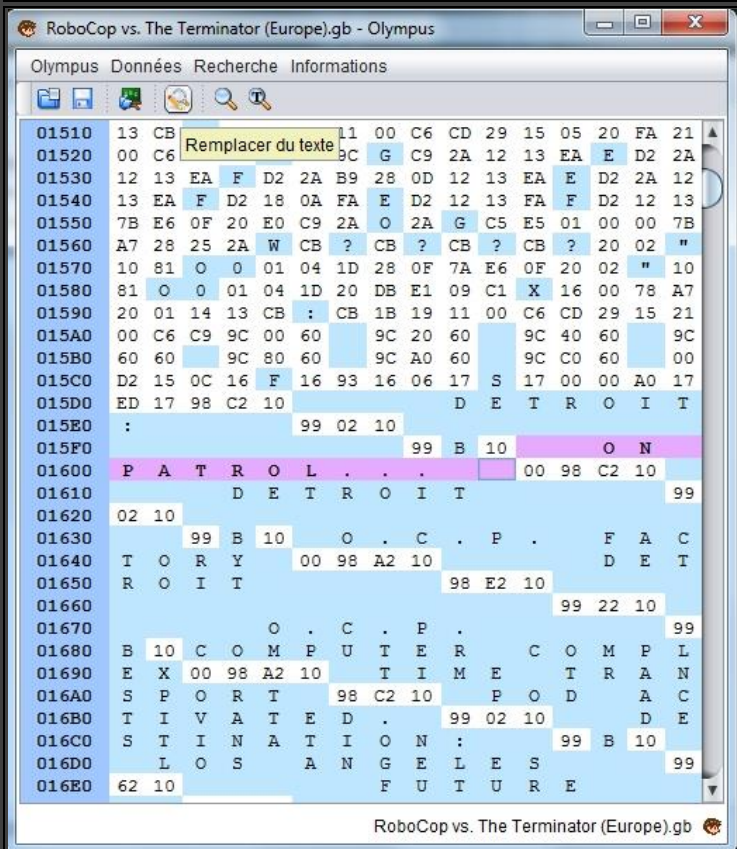 RoboCop vs. The Terminator (Europe).gb - Olympus
Olympus Données Recherche Informations
01510 13 CB 11 00 C6 CD 29 15 05 20 FA 21
Remplacer du texte
01520 00 C6 9C G C9 2A 12 13 EA E D2 2A
01530 12 13 EA F D2 2A B9 28 0D 12 13 EA E D2 2A 12
01540 13 EA F D2 18 0A FA E D2 12 13 FA F D2 12 13
01550 7B E6 0F 20 E0 C9 2A O 2A G C5 E5 01 00 00 7B
01560 A7 28 25 2A W CB ? CB ? CB ? CB ? 20 02 "
01570 10 81 O 0 01 04 1D 28 0F 7A E6 0F 20 02 " 10
01580 81 O 0 01 04 1D 20 DB E1 09 C1 X 16 00 78 A7
01590 20 01 14 13 CB : CB 1B 19 11 00 C6 CD 29 15 21
015A0 00 C6 C9 9C 00 60 9C 20 60 9C 40 60 9C
015B0 60 60 9C 80 60 9C A0 60 9C C0 60 00
015C0 D2 15 0C 16 F 16 93 16 06 17 S 17 00 00 A0 17
015D0 ED 17 98 C2 10 D E T R O I T
015E0 : 99 02 10
015F0 99 B 10 O N
01600 P A T R O L . . . 00 98 C2 10
01610 D E T R O I T 99
01620 02 10
01630 99 B 10 O . C . P . F A C
01640 T O R Y 00 98 A2 10 D E T
01650 R O I T 98 E2 10
01660 99 22 10
01670 O . C . P . 99
01680 B 10 C O M P U T E R C O M P L
01690 E X 00 98 A2 10 T I M E T R A N
016A0 S P O R T 98 C2 10 P O D A C
016B0 T I V A T E D . 99 02 10 D E
016C0 S T I N A T I O N : 99 B 10
016D0 L O S A N G E L E S 99
016E0 62 10 F U T U R E
RoboCop vs. The Terminator (Europe).gb